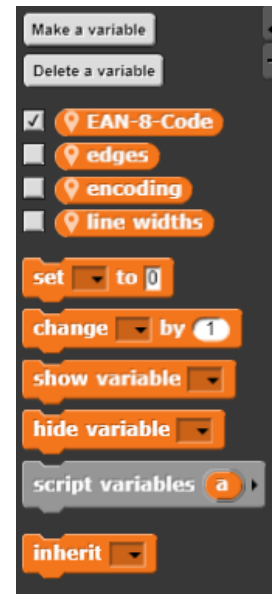 Make a variable
Delete a variable
EAN-8-Code
edges
encoding
line widths
set to 0
change by 1
show variable
hide variable
script variables a
inherit